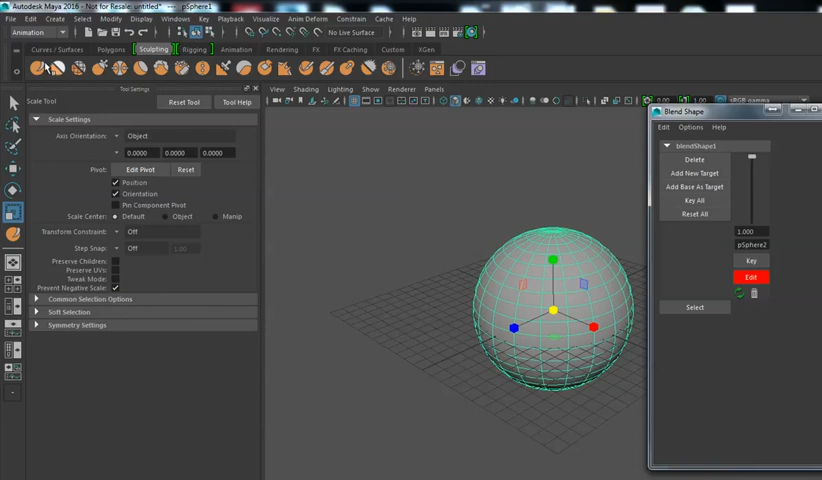 Autodesk Maya 2016 - Not for Resale: untitled* --- pSphere1
File Create Select Modify Display Windows Key Playback Visualize Anim Deform Constrain Cache Help
Animation No Live Surface
Curves / Surfaces Polygons Sculpting Rigging Animation Rendering FX FX Caching Custom XGen
Tool Settings
Scale Tool Reset Tool Tool Help
Scale Settings
Axis Orientation: Object
0.0000 0.0000 0.0000
Pivot: Edit Pivot Reset
Position
Orientation
Pin Component Pivot
Scale Center: Default Object Manip
Transform Constraint: Off
Step Snap: Off 1.00
Preserve Children:
Preserve UVs:
Tweak Mode:
Prevent Negative Scale:
Common Selection Options
Soft Selection
Symmetry Settings
View Shading Lighting Show Renderer Panels
0.00 1.00 sRGB gamma
Blend Shape
Edit Options Help
blendShape1
Delete
Add New Target
Add Base As Target
Key All
Reset All
1.000
pSphere2
Key
Edit
Select